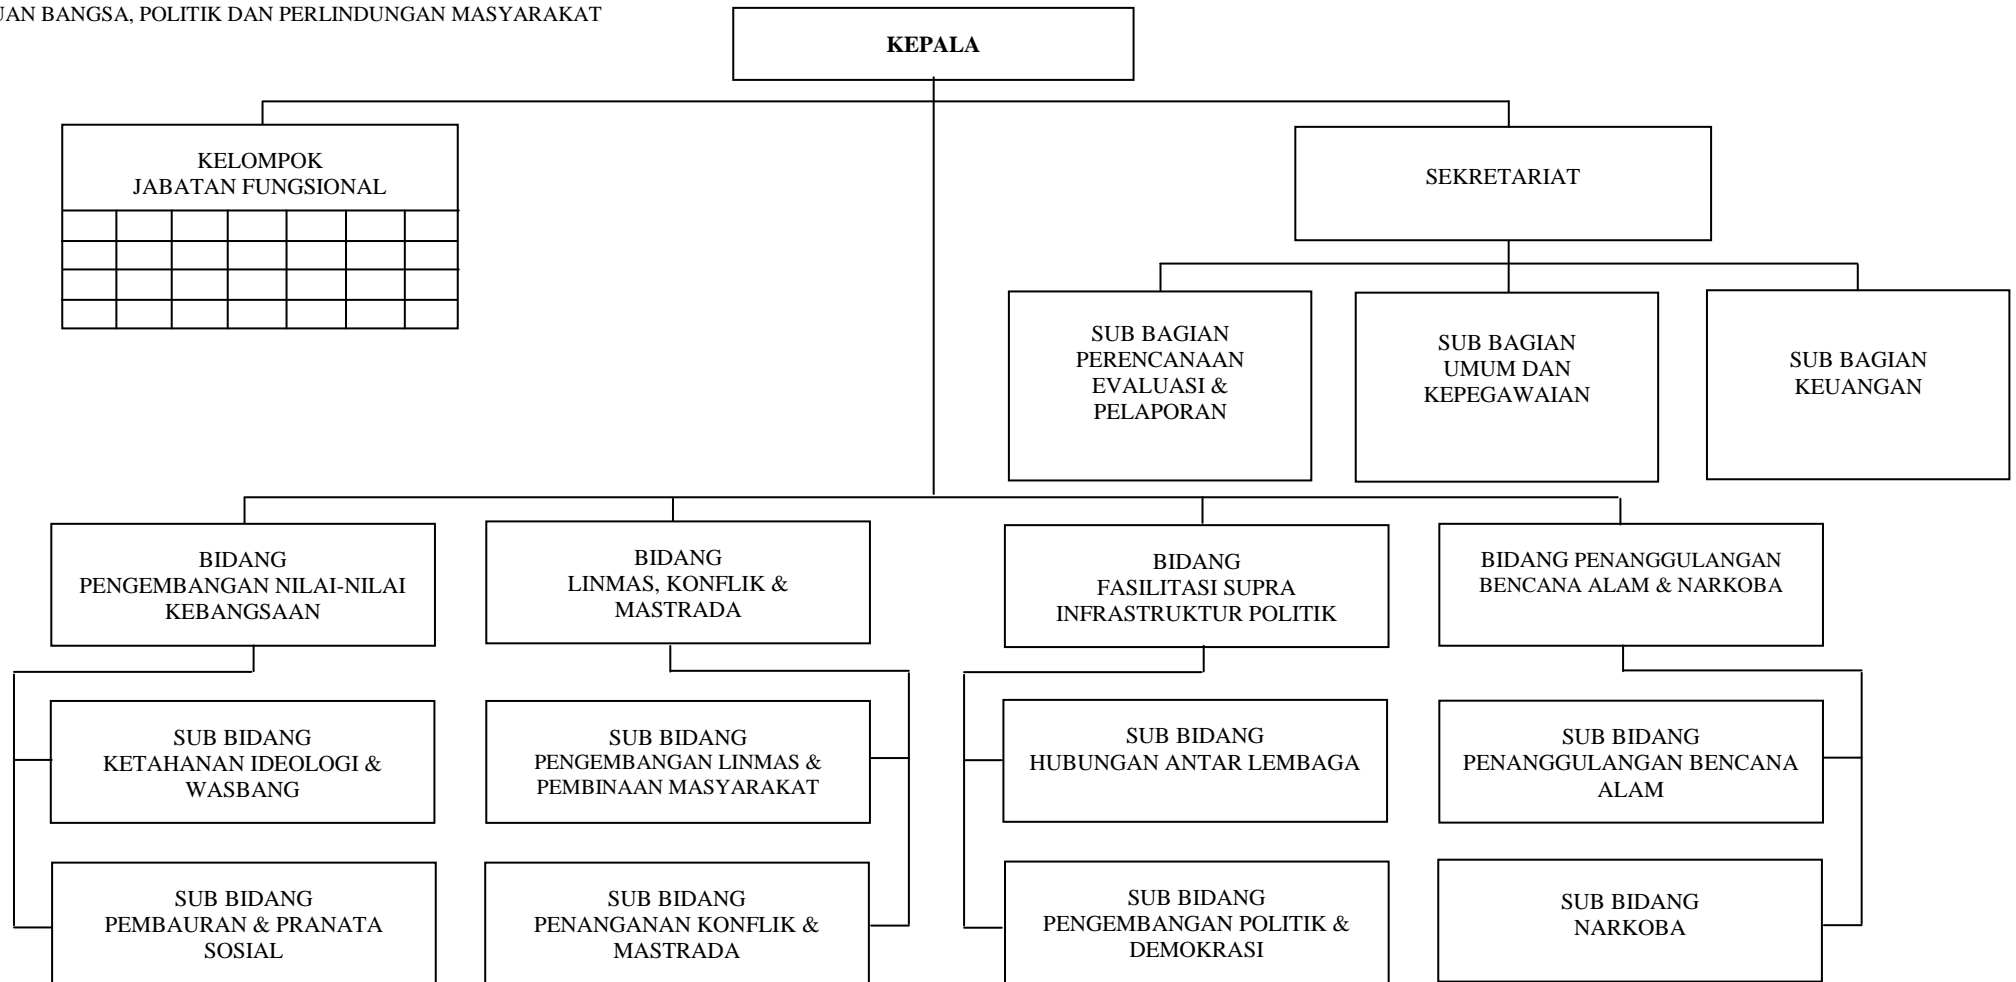 BANGSA, POLITIK DAN PERLINDUNGAN MASYARAKAT
KEPALA
KELOMPOK
JABATAN FUNGSIONAL
SEKRETARIAT
SUB BAGIAN
PERENCANAAN
EVALUASI &
PELAPORAN
SUB BAGIAN
UMUM DAN
KEPEGAWAIAN
SUB BAGIAN
KEUANGAN
BIDANG
PENGEMBANGAN NILAI-NILAI
KEBANGSAAN
BIDANG
LINMAS, KONFLIK &
MASTRADA
BIDANG
FASILITASI SUPRA
INFRASTRUKTUR POLITIK
BIDANG PENANGGULANGAN
BENCANA ALAM & NARKOBA
SUB BIDANG
KETAHANAN IDEOLOGI &
WASBANG
SUB BIDANG
PENGEMBANGAN LINMAS &
PEMBINAAN MASYARAKAT
SUB BIDANG
HUBUNGAN ANTAR LEMBAGA
SUB BIDANG
PENANGGULANGAN BENCANA
ALAM
SUB BIDANG
PEMBAURAN & PRANATA
SOSIAL
SUB BIDANG
PENANGANAN KONFLIK &
MASTRADA
SUB BIDANG
PENGEMBANGAN POLITIK &
DEMOKRASI
SUB BIDANG
NARKOBA